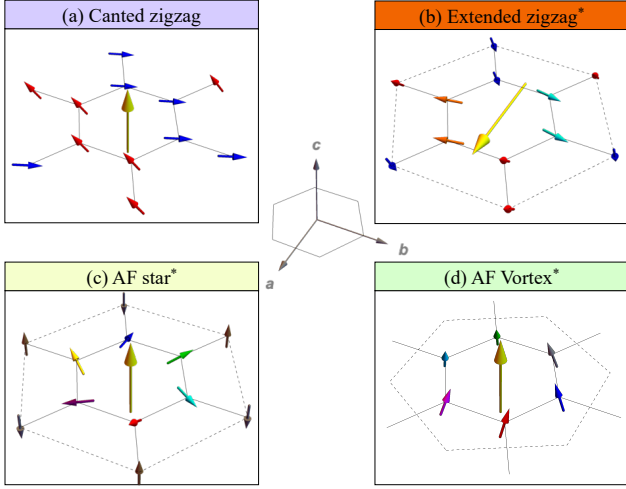 (a) Canted zigzag
(b) Extended zigzag*
c
b
a
(c) AF star*
(d) AF Vortex*